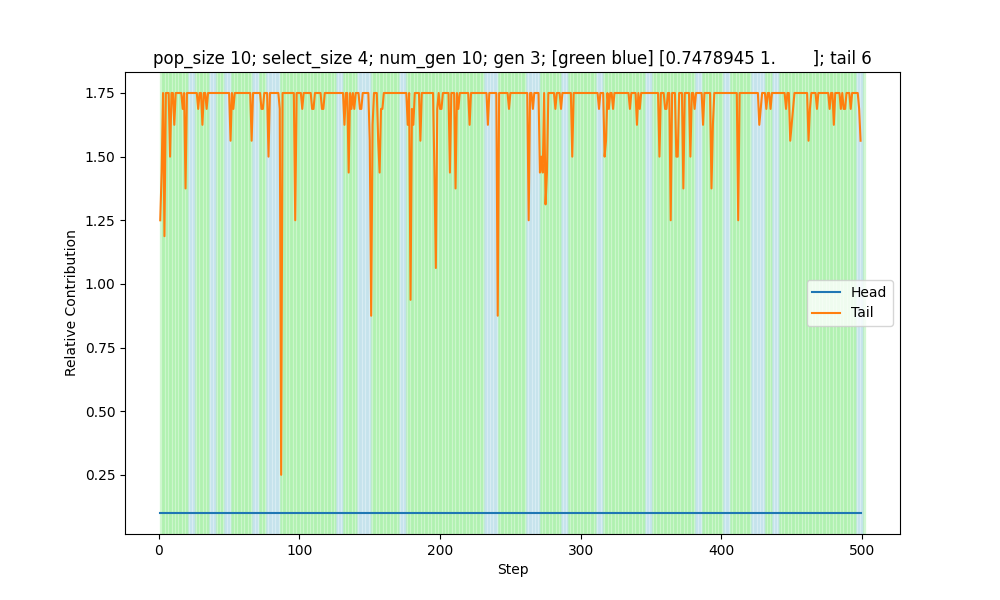 pop_size 10; select_size 4; num_gen 10; gen 3; [green blue] [0.7478945 1.        ]; tail 6
1.75
1.50
1.25
1.00
0.75
0.50
0.25
Relative Contribution
Head
Tail
0
100
200
300
400
500
Step